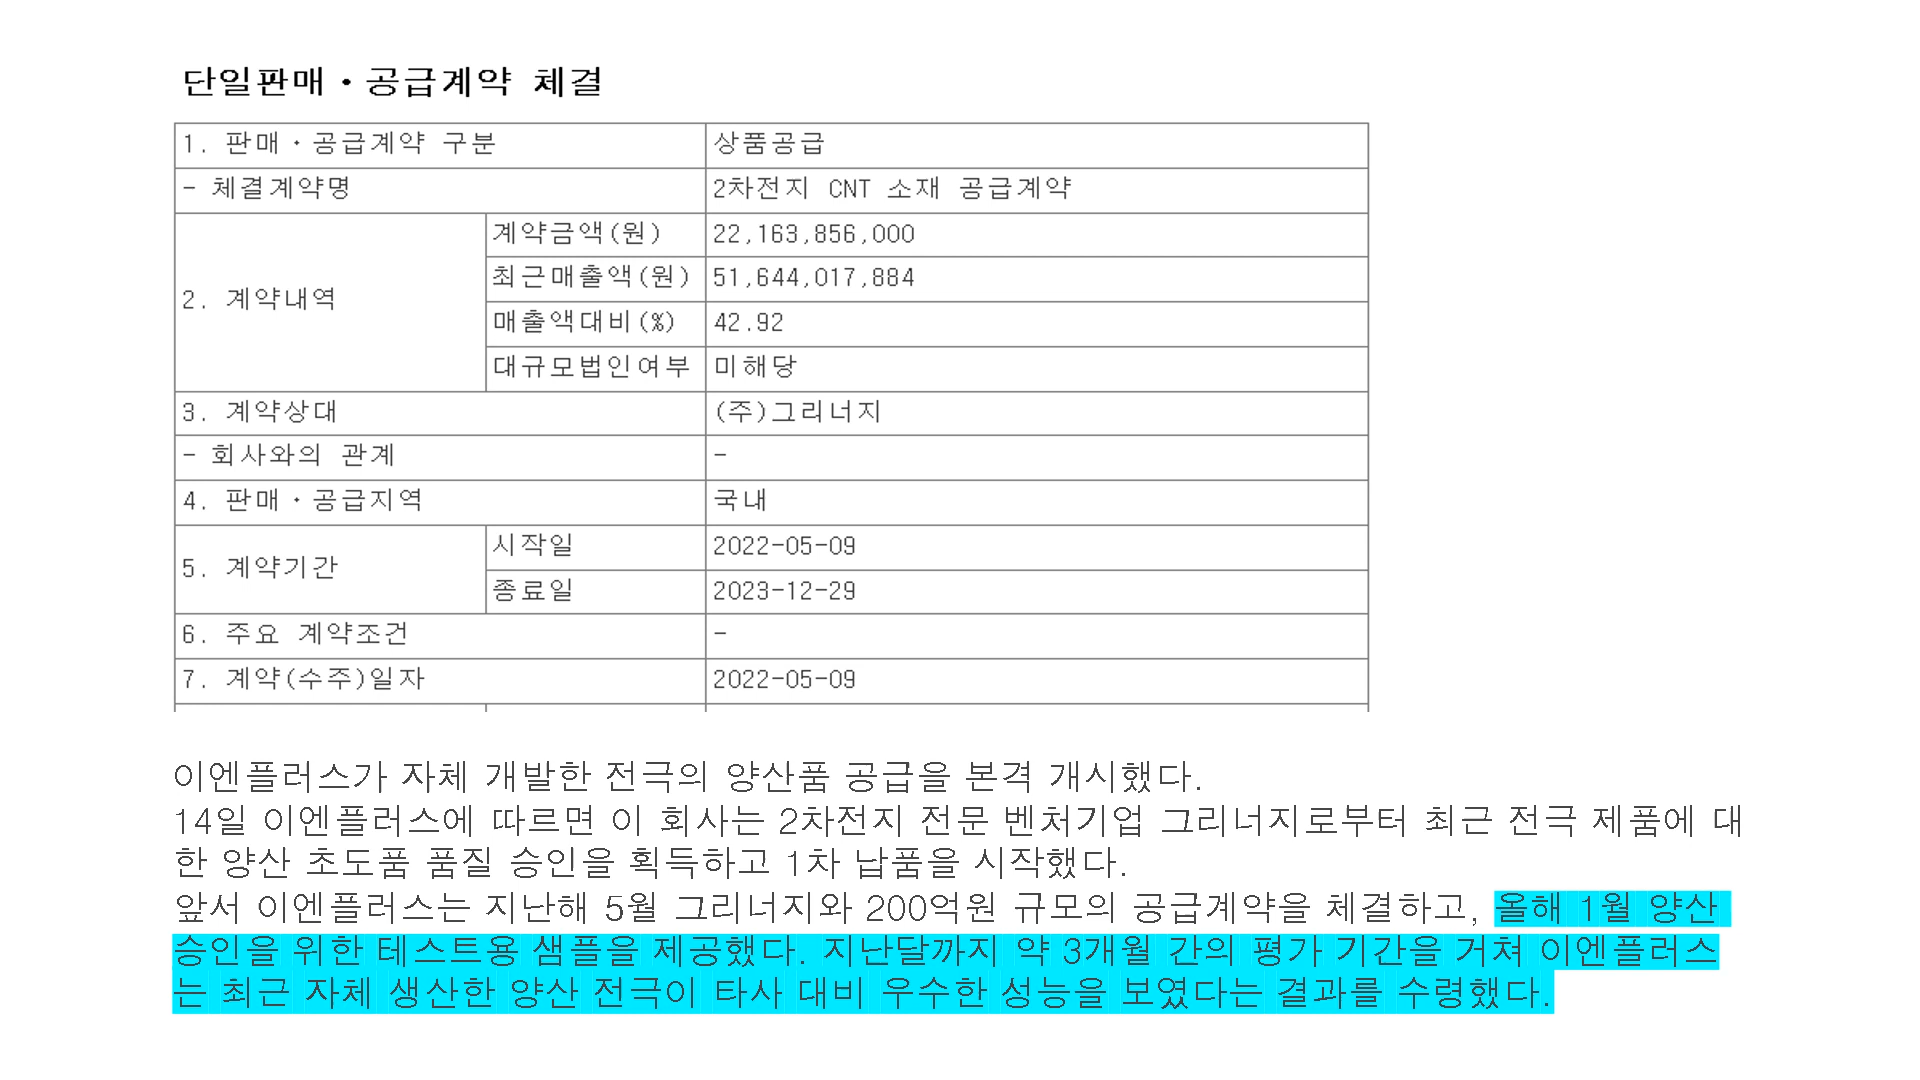 단일판매ㆍ공급계약 체결
1. 판매ㆍ공급계약 구분 상품공급
- 체결계약명 2차전지 CNT 소재 공급계약
2. 계약내역 계약금액(원) 22,163,856,000
최근매출액(원) 51,644,017,884
매출액대비(%) 42.92
대규모법인여부 미해당
3. 계약상대 (주)그리너지
- 회사와의 관계 -
4. 판매ㆍ공급지역 국내
5. 계약기간 시작일 2022-05-09
종료일 2023-12-29
6. 주요 계약조건 -
7. 계약(수주)일자 2022-05-09
이엔플러스가 자체 개발한 전극의 양산품 공급을 본격 개시했다.
14일 이엔플러스에 따르면 이 회사는 2차전지 전문 벤처기업 그리너지로부터 최근 전극 제품에 대
한 양산 초도품 품질 승인을 획득하고 1차 납품을 시작했다.
앞서 이엔플러스는 지난해 5월 그리너지와 200억원 규모의 공급계약을 체결하고, 올해 1월 양산
승인을 위한 테스트용 샘플을 제공했다. 지난달까지 약 3개월 간의 평가 기간을 거쳐 이엔플러스
는 최근 자체 생산한 양산 전극이 타사 대비 우수한 성능을 보였다는 결과를 수령했다.